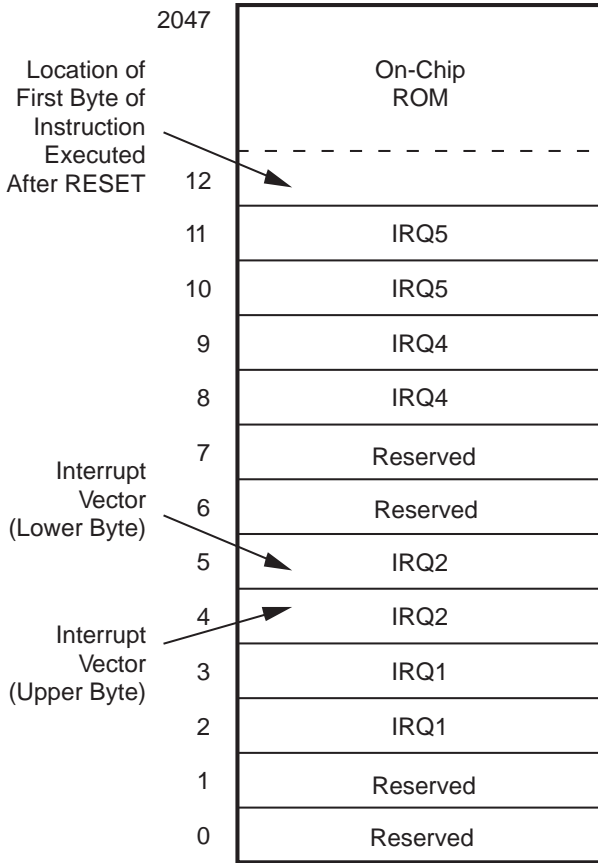 2047
Location of
First Byte of
Instruction
Executed
After RESET
On-Chip
ROM
12
11 IRQ5
10 IRQ5
9 IRQ4
8 IRQ4
7 Reserved
6 Reserved
Interrupt
Vector
(Lower Byte)
5 IRQ2
4 IRQ2
Interrupt
Vector
(Upper Byte)
3 IRQ1
2 IRQ1
1 Reserved
0 Reserved